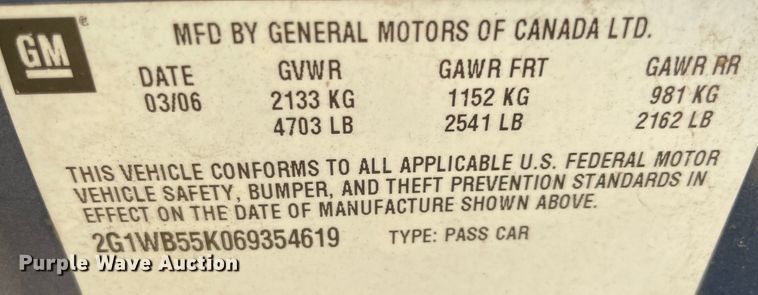 GM ®
MFD BY GENERAL MOTORS OF CANADA LTD.
DATE GVWR GAWR FRT GAWR RR
03/06 2133 KG 1152 KG 981 KG
4703 LB 2541 LB 2162 LB
THIS VEHICLE CONFORMS TO ALL APPLICABLE U.S. FEDERAL MOTOR
VEHICLE SAFETY, BUMPER, AND THEFT PREVENTION STANDARDS IN
EFFECT ON THE DATE OF MANUFACTURE SHOWN ABOVE.
2G1WB55K069354619 TYPE: PASS CAR
Purple Wave Auction